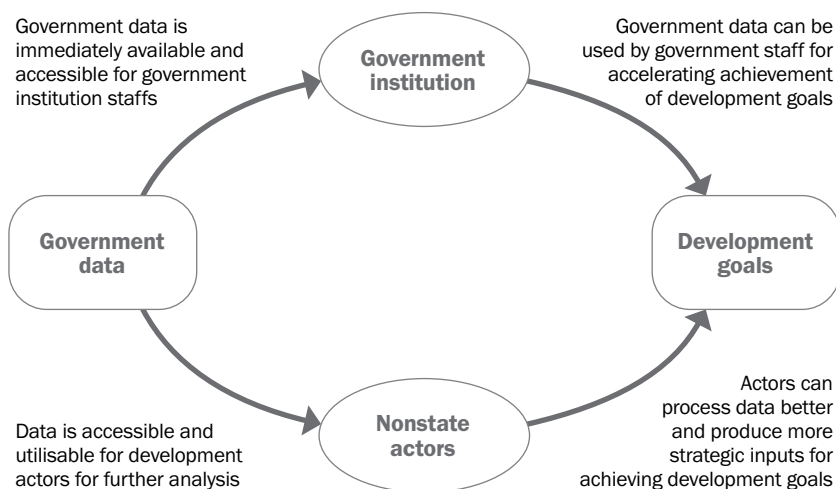 Government data is
immediately available and
accessible for government
institution staffs
Government
institution
Government data can be
used by government staff for
accelerating achievement
of development goals
Government
data
Development
goals
Data is accessible and
utilisable for development
actors for further analysis
Nonstate
actors
Actors can
process data better
and produce more
strategic inputs for
achieving development goals